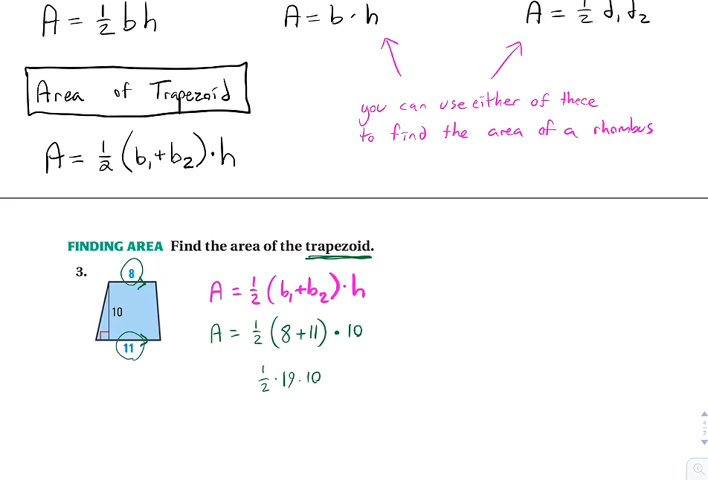 A = 1/2 bh
A = b · h
A = 1/2 d₁ d₂
Area of Trapezoid
you can use either of thece
to find the area of a rhombus
A = 1/2 (b₁+b₂)·h
FINDING AREA Find the area of the trapezoid.
3.
8
10
11
A = 1/2 (b₁+b₂)·h
A = 1/2 (8+11) · 10
1/2 · 19 · 10